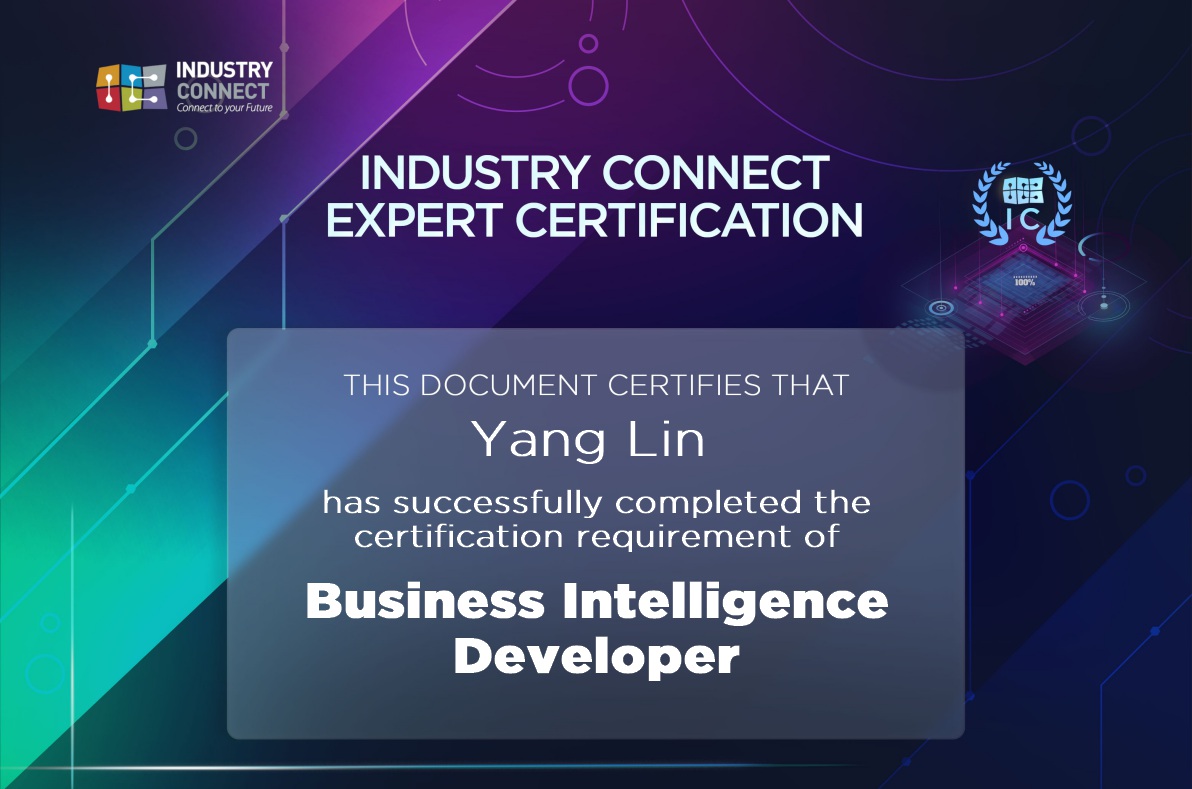 INDUSTRY
CONNECT
Connect to your Future
INDUSTRY CONNECT
EXPERT CERTIFICATION
I C
100%
THIS DOCUMENT CERTIFIES THAT
Yang Lin
has successfully completed the
certification requirement of
Business Intelligence
Developer